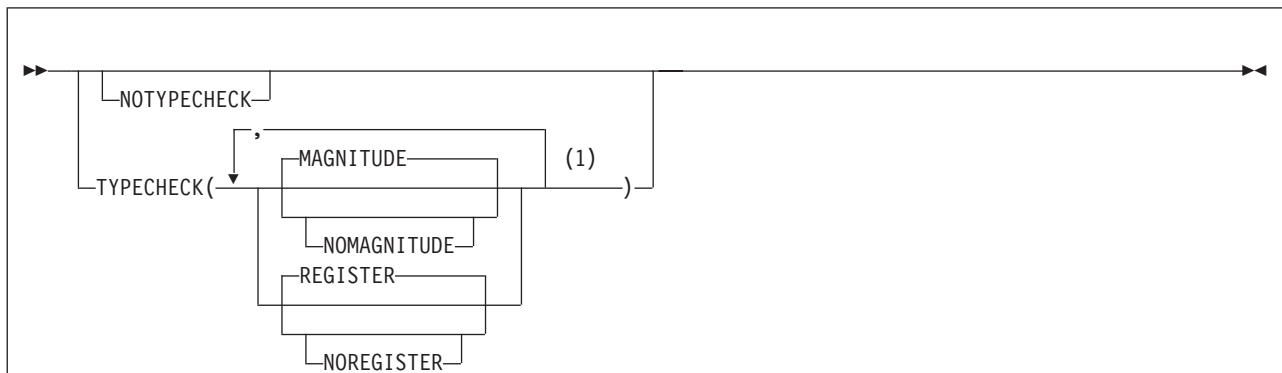 NOTYPECHECK
,
MAGNITUDE (1)
TYPECHECK( )
NOMAGNITUDE
REGISTER
NOREGISTER